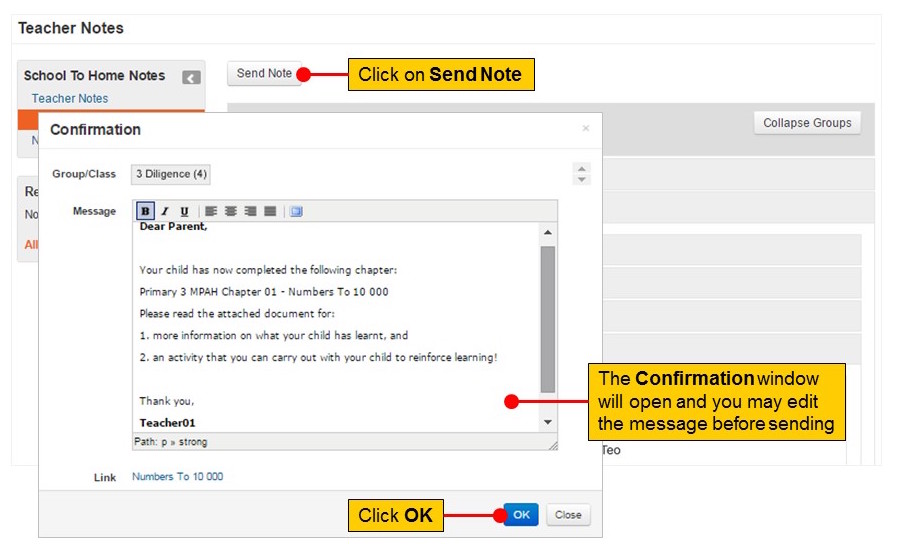 Teacher Notes
School To Home Notes
Teacher Notes
Send Note
Click on Send Note
Collapse Groups
N
Re
No
All
Confirmation
×
Group/Class
3 Diligence (4)
Message
B I U
Dear Parent,
Your child has now completed the following chapter:
Primary 3 MPAH Chapter 01 - Numbers To 10 000
Please read the attached document for:
1. more information on what your child has learnt, and
2. an activity that you can carry out with your child to reinforce learning!
Thank you,
Teacher01
Path: p » strong
The Confirmation window
will open and you may edit
the message before sending
Teo
Link
Numbers To 10 000
Click OK
OK
Close